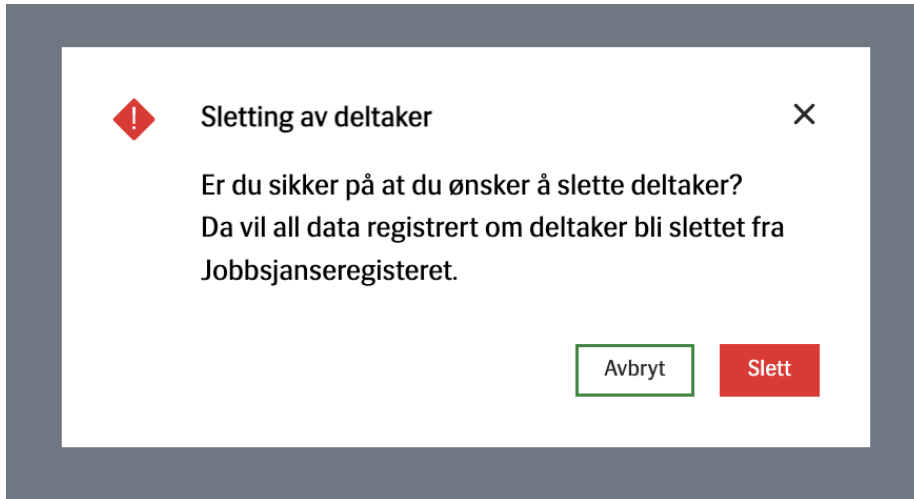 Sletting av deltaker
Er du sikker på at du ønsker å slette deltaker?
Da vil all data registrert om deltaker bli slettet fra
Jobbsjanseregisteret.
Avbryt
Slett